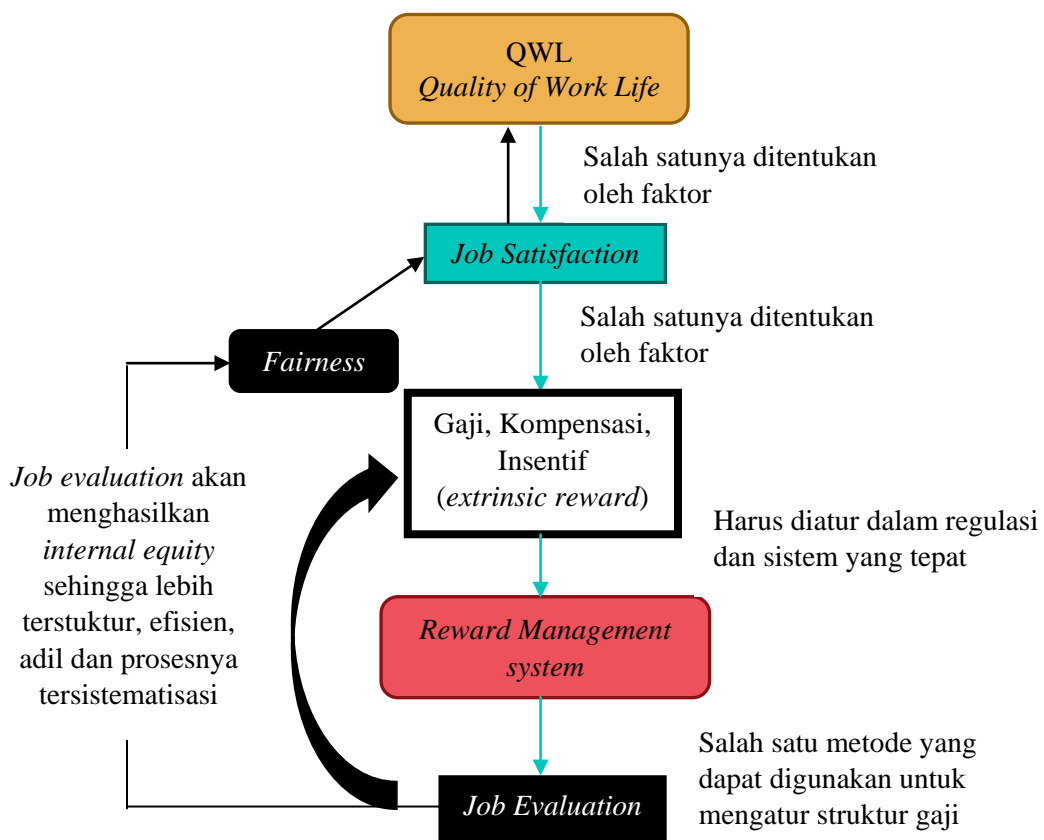 QWL
Quality of Work Life
Salah satunya ditentukan
oleh faktor
Job Satisfaction
Salah satunya ditentukan
oleh faktor
Fairness
Gaji, Kompensasi,
Insentif
(extrinsic reward)
Job evaluation akan
menghasilkan
internal equity
sehingga lebih
terstuktur, efisien,
adil dan prosesnya
tersistematisasi
Harus diatur dalam regulasi
dan sistem yang tepat
Reward Management
system
Salah satu metode yang
dapat digunakan untuk
mengatur struktur gaji
Job Evaluation